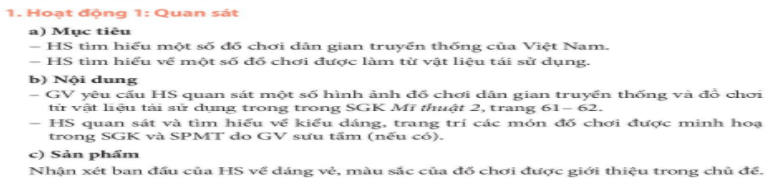 1. Hoạt động 1: Quan sát
a) Mục tiêu
– HS tìm hiểu một số đồ chơi dân gian truyền thống của Việt Nam.
– HS tìm hiểu về một số đồ chơi được làm từ vật liệu tái sử dụng.
b) Nội dung
– GV yêu cầu HS quan sát một số hình ảnh đồ chơi dân gian truyền thống và đồ chơi
từ vật liệu tái sử dụng trong trong SGK Mĩ thuật 2, trang 61– 62.
– HS quan sát và tìm hiểu về kiểu dáng, trang trí các món đồ chơi được minh hoạ
trong SGK và SPMT do GV sưu tầm (nếu có).
c) Sản phẩm
Nhận xét ban đầu của HS về dáng vẻ, màu sắc của đồ chơi được giới thiệu trong chủ đề.